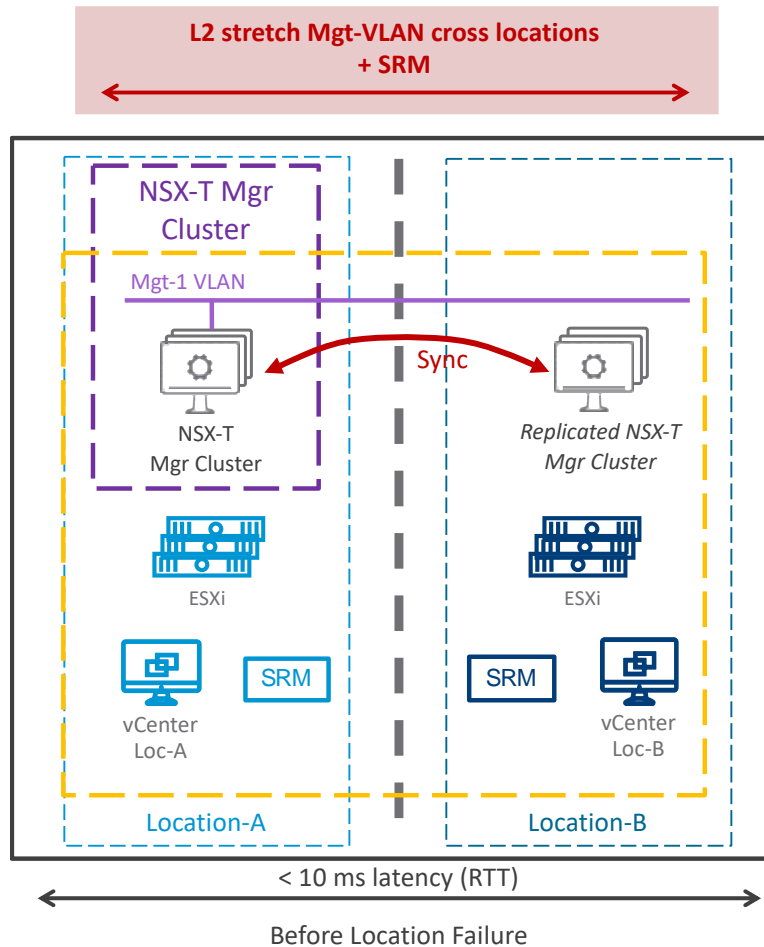 L2 stretch Mgt-VLAN cross locations
+ SRM
NSX-T Mgr
Cluster
Mgt-1 VLAN
Sync
NSX-T
Mgr Cluster
Replicated NSX-T
Mgr Cluster
ESXi
ESXi
SRM
SRM
vCenter
Loc-A
vCenter
Loc-B
Location-A
Location-B
< 10 ms latency (RTT)
Before Location Failure